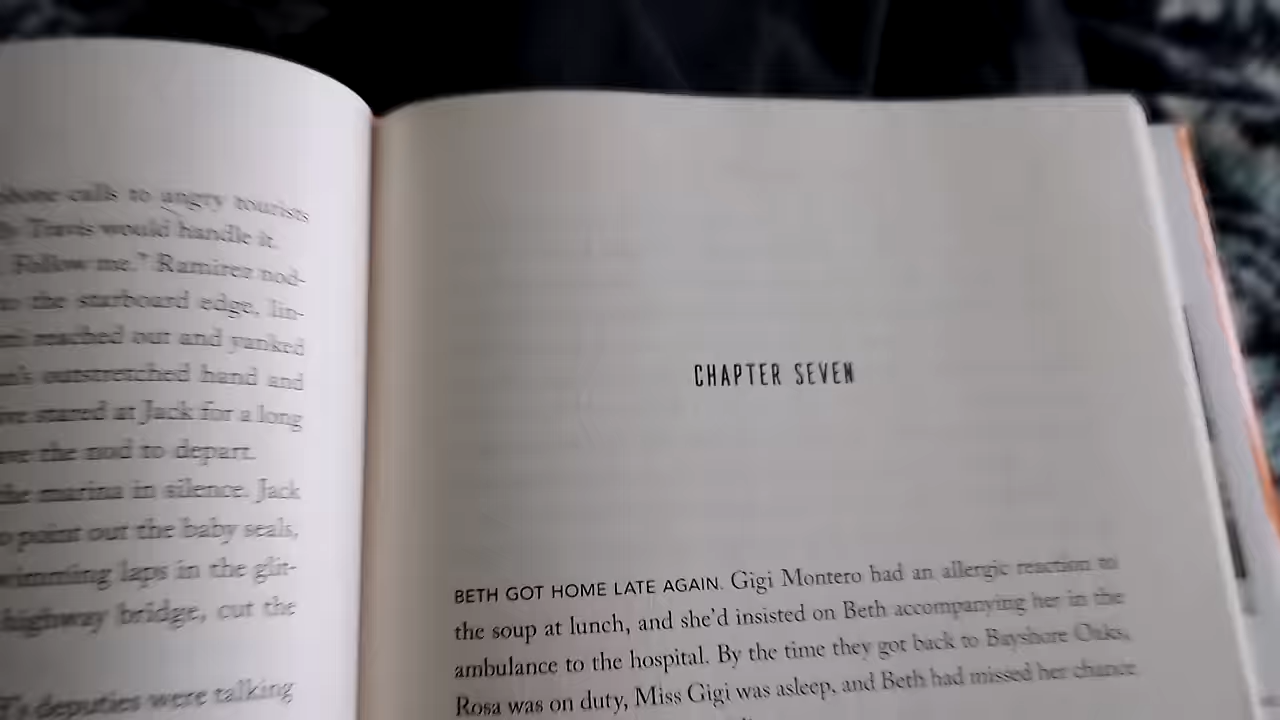 phone calls to angry tourists
Travis would handle it.
Follow me." Ramirez nod-
the starboard edge, lin-
reached out and yanked
outstretched hand and
stared at Jack for a long
the nod to depart.
the marina in silence. Jack
point out the baby seals,
swimming laps in the glit-
highway bridge, cut the
deputies were talking
CHAPTER SEVEN
BETH GOT HOME LATE AGAIN. Gigi Montero had an allergic reaction to
the soup at lunch, and she'd insisted on Beth accompanying her in the
ambulance to the hospital. By the time they got back to Bayshore Oaks,
Rosa was on duty, Miss Gigi was asleep, and Beth had missed her chance